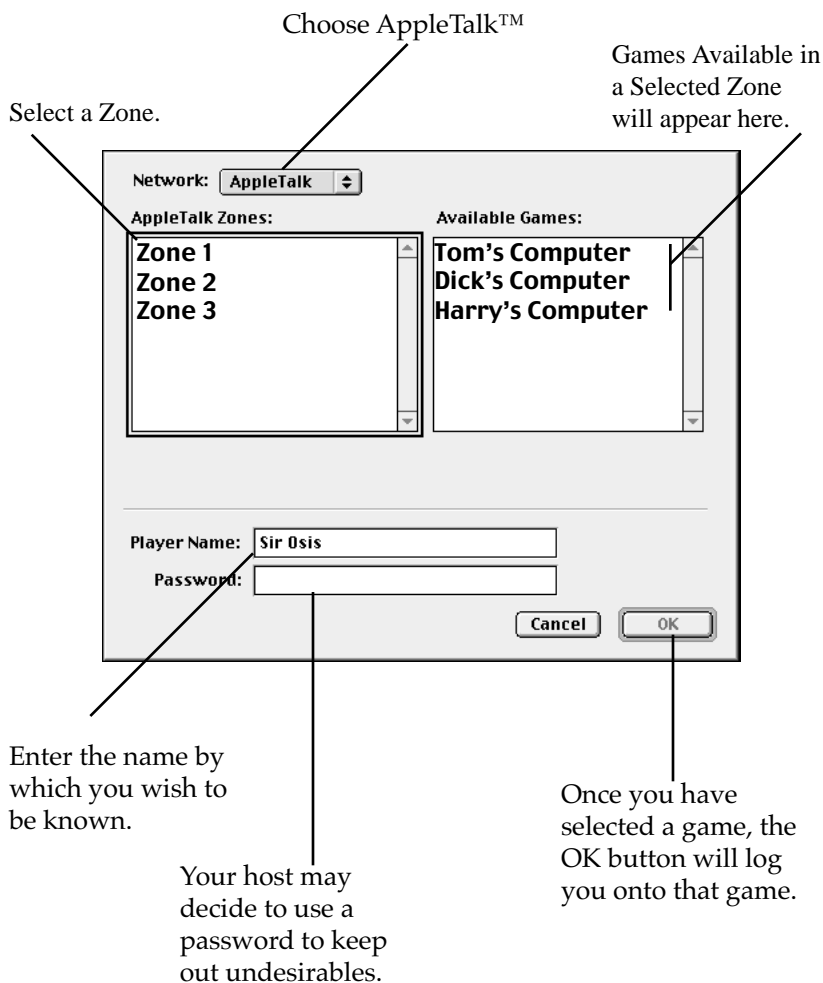 Choose AppleTalk™
Games Available in
a Selected Zone
will appear here.
Select a Zone.
Network: AppleTalk
AppleTalk Zones:
Available Games:
Zone 1
Zone 2
Zone 3
Tom's Computer
Dick's Computer
Harry's Computer
Player Name: Sir Osis
Password:
Cancel OK
Enter the name by
which you wish to
be known.
Once you have
selected a game, the
OK button will log
you onto that game.
Your host may
decide to use a
password to keep
out undesirables.